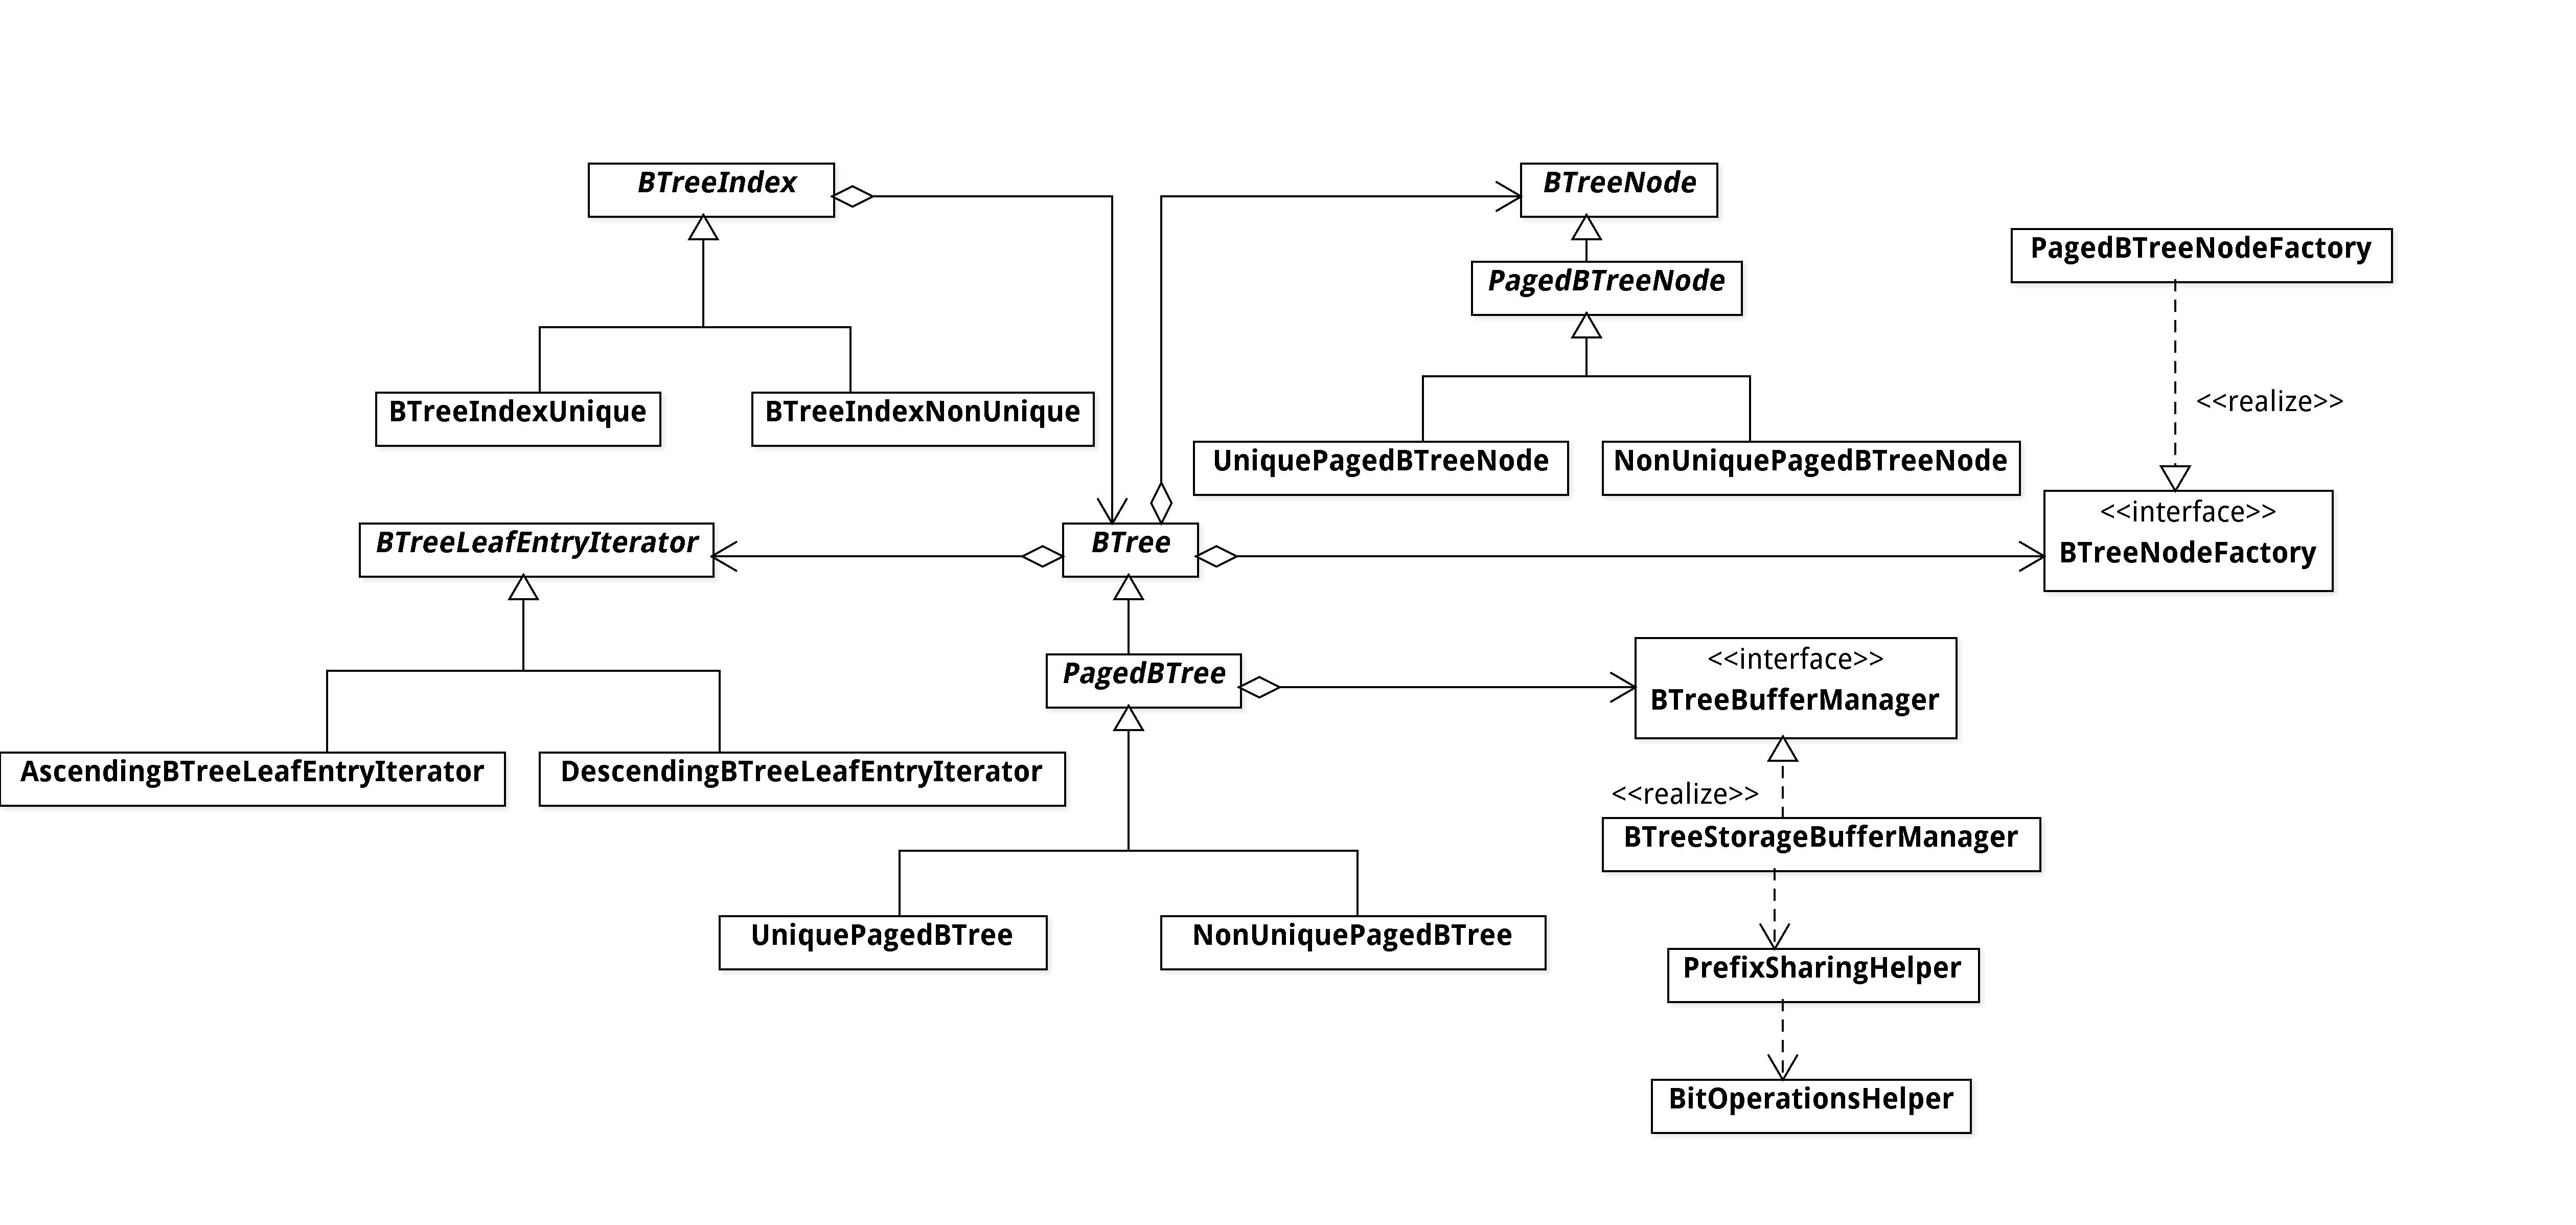 BTreeIndex
BTreeNode
PagedBTreeNodeFactory
PagedBTreeNode
<<realize>>
BTreeIndexUnique
BTreeIndexNonUnique
UniquePagedBTreeNode
NonUniquePagedBTreeNode
<<interface>>
BTreeNodeFactory
BTreeLeafEntryIterator
BTree
<<interface>>
BTreeBufferManager
PagedBTree
AscendingBTreeLeafEntryIterator
DescendingBTreeLeafEntryIterator
<<realize>>
BTreeStorageBufferManager
UniquePagedBTree
NonUniquePagedBTree
PrefixSharingHelper
BitOperationsHelper